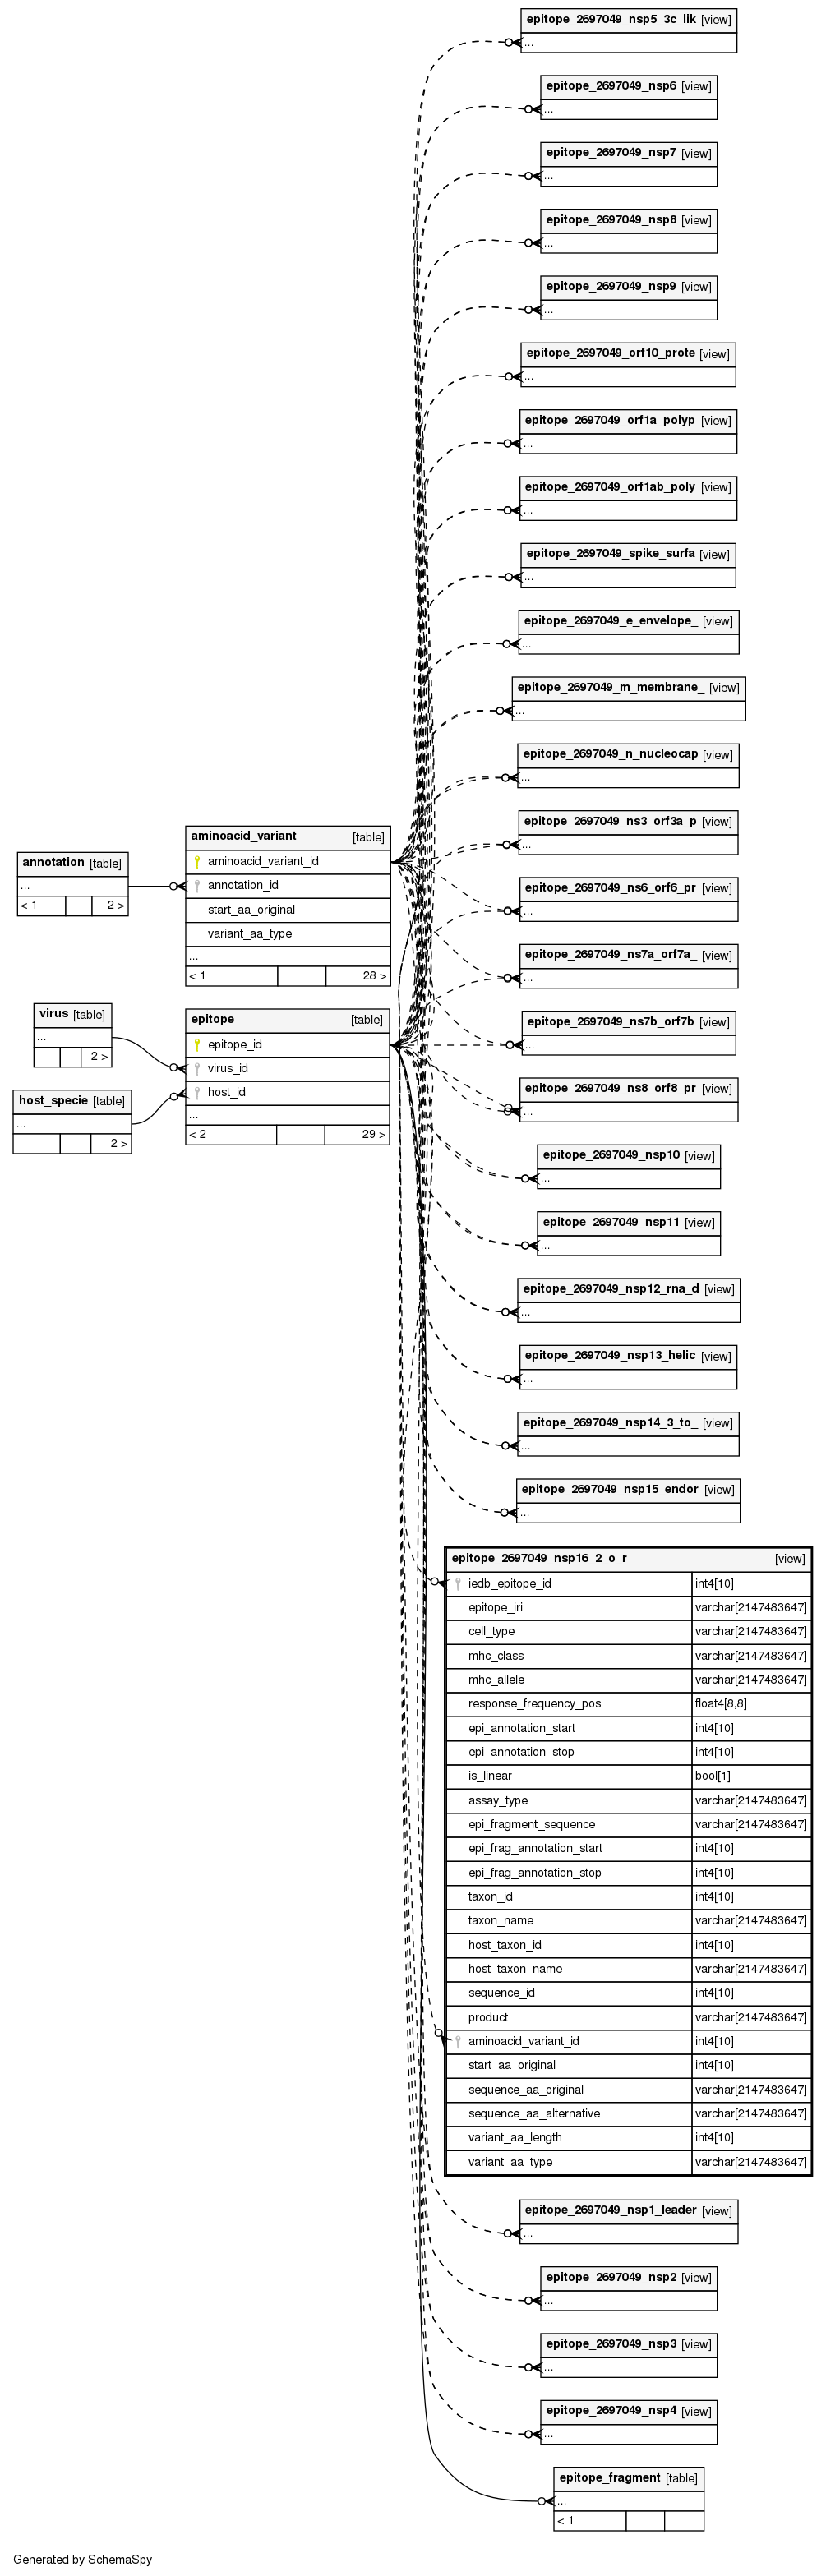 epitope_2697049_nsp5_3c_lik [view]
...
epitope_2697049_nsp6 [view]
...
epitope_2697049_nsp7 [view]
...
epitope_2697049_nsp8 [view]
...
epitope_2697049_nsp9 [view]
...
epitope_2697049_orf10_prote [view]
...
epitope_2697049_orf1a_polyp [view]
...
epitope_2697049_orf1ab_poly [view]
...
epitope_2697049_spike_surfa [view]
...
epitope_2697049_e_envelope_ [view]
...
epitope_2697049_m_membrane_ [view]
...
epitope_2697049_n_nucleocap [view]
...
epitope_2697049_ns3_orf3a_p [view]
...
epitope_2697049_ns6_orf6_pr [view]
...
epitope_2697049_ns7a_orf7a_ [view]
...
epitope_2697049_ns7b_orf7b [view]
...
epitope_2697049_ns8_orf8_pr [view]
...
annotation [table]
...
< 1 2 >
aminoacid_variant [table]
aminoacid_variant_id
annotation_id
start_aa_original
variant_aa_type
...
< 1 28 >
virus [table]
...
2 >
host_specie [table]
...
2 >
epitope [table]
epitope_id
virus_id
host_id
...
< 2 29 >
epitope_2697049_nsp10 [view]
...
epitope_2697049_nsp11 [view]
...
epitope_2697049_nsp12_rna_d [view]
...
epitope_2697049_nsp13_helic [view]
...
epitope_2697049_nsp14_3_to_ [view]
...
epitope_2697049_nsp15_endor [view]
...
epitope_2697049_nsp16_2_o_r [view]
iedb_epitope_id int4[10]
epitope_iri varchar[2147483647]
cell_type varchar[2147483647]
mhc_class varchar[2147483647]
mhc_allele varchar[2147483647]
response_frequency_pos float4[8,8]
epi_annotation_start int4[10]
epi_annotation_stop int4[10]
is_linear bool[1]
assay_type varchar[2147483647]
epi_fragment_sequence varchar[2147483647]
epi_frag_annotation_start int4[10]
epi_frag_annotation_stop int4[10]
taxon_id int4[10]
taxon_name varchar[2147483647]
host_taxon_id int4[10]
host_taxon_name varchar[2147483647]
sequence_id int4[10]
product varchar[2147483647]
aminoacid_variant_id int4[10]
start_aa_original int4[10]
sequence_aa_original varchar[2147483647]
sequence_aa_alternative varchar[2147483647]
variant_aa_length int4[10]
variant_aa_type varchar[2147483647]
epitope_2697049_nsp1_leader [view]
...
epitope_2697049_nsp2 [view]
...
epitope_2697049_nsp3 [view]
...
epitope_2697049_nsp4 [view]
...
epitope_fragment [table]
...
< 1
Generated by SchemaSpy